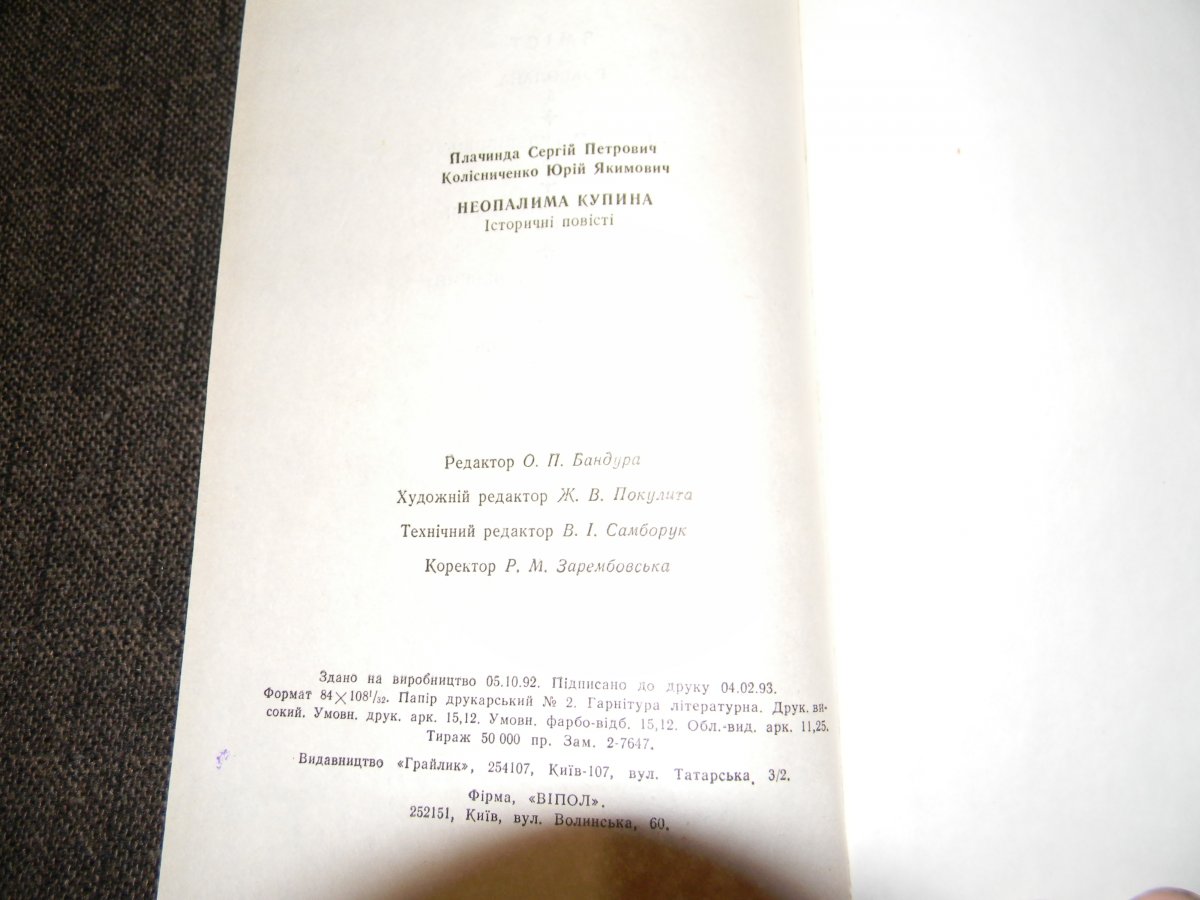 Плачинда Сергій Петрович
Колісниченко Юрій Якимович
НЕОПАЛИМА КУПИНА
Історичні повісті
Редактор О. П. Бандура
Художній редактор Ж. В. Покулита
Технічний редактор В. І. Самборук
Коректор Р. М. Зарембовська
Здано на виробництво 05.10.92. Підписано до друку 04.02.93.
Формат 84×108¹/₃₂. Папір друкарський № 2. Гарнітура літературна. Друк. ви-
сокий. Умовн. друк. арк. 15,12. Умовн. фарбо-відб. 15,12. Обл.-вид. арк. 11,25.
Тираж 50 000 пр. Зам. 2-7647.
Видавництво «Грайлик», 254107, Київ-107, вул. Татарська, 3/2.
Фірма, «ВІПОЛ».
252151, Київ, вул. Волинська, 60.